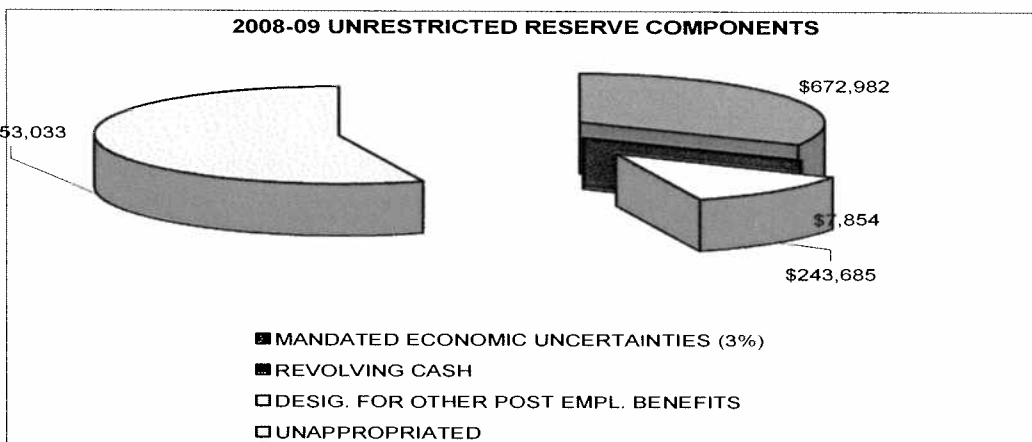 2008-09 UNRESTRICTED RESERVE COMPONENTS
$672,982
53,033
$7,854
$243,685
MANDATED ECONOMIC UNCERTAINTIES (3%)
REVOLVING CASH
DESIG. FOR OTHER POST EMPL. BENEFITS
UNAPPROPRIATED